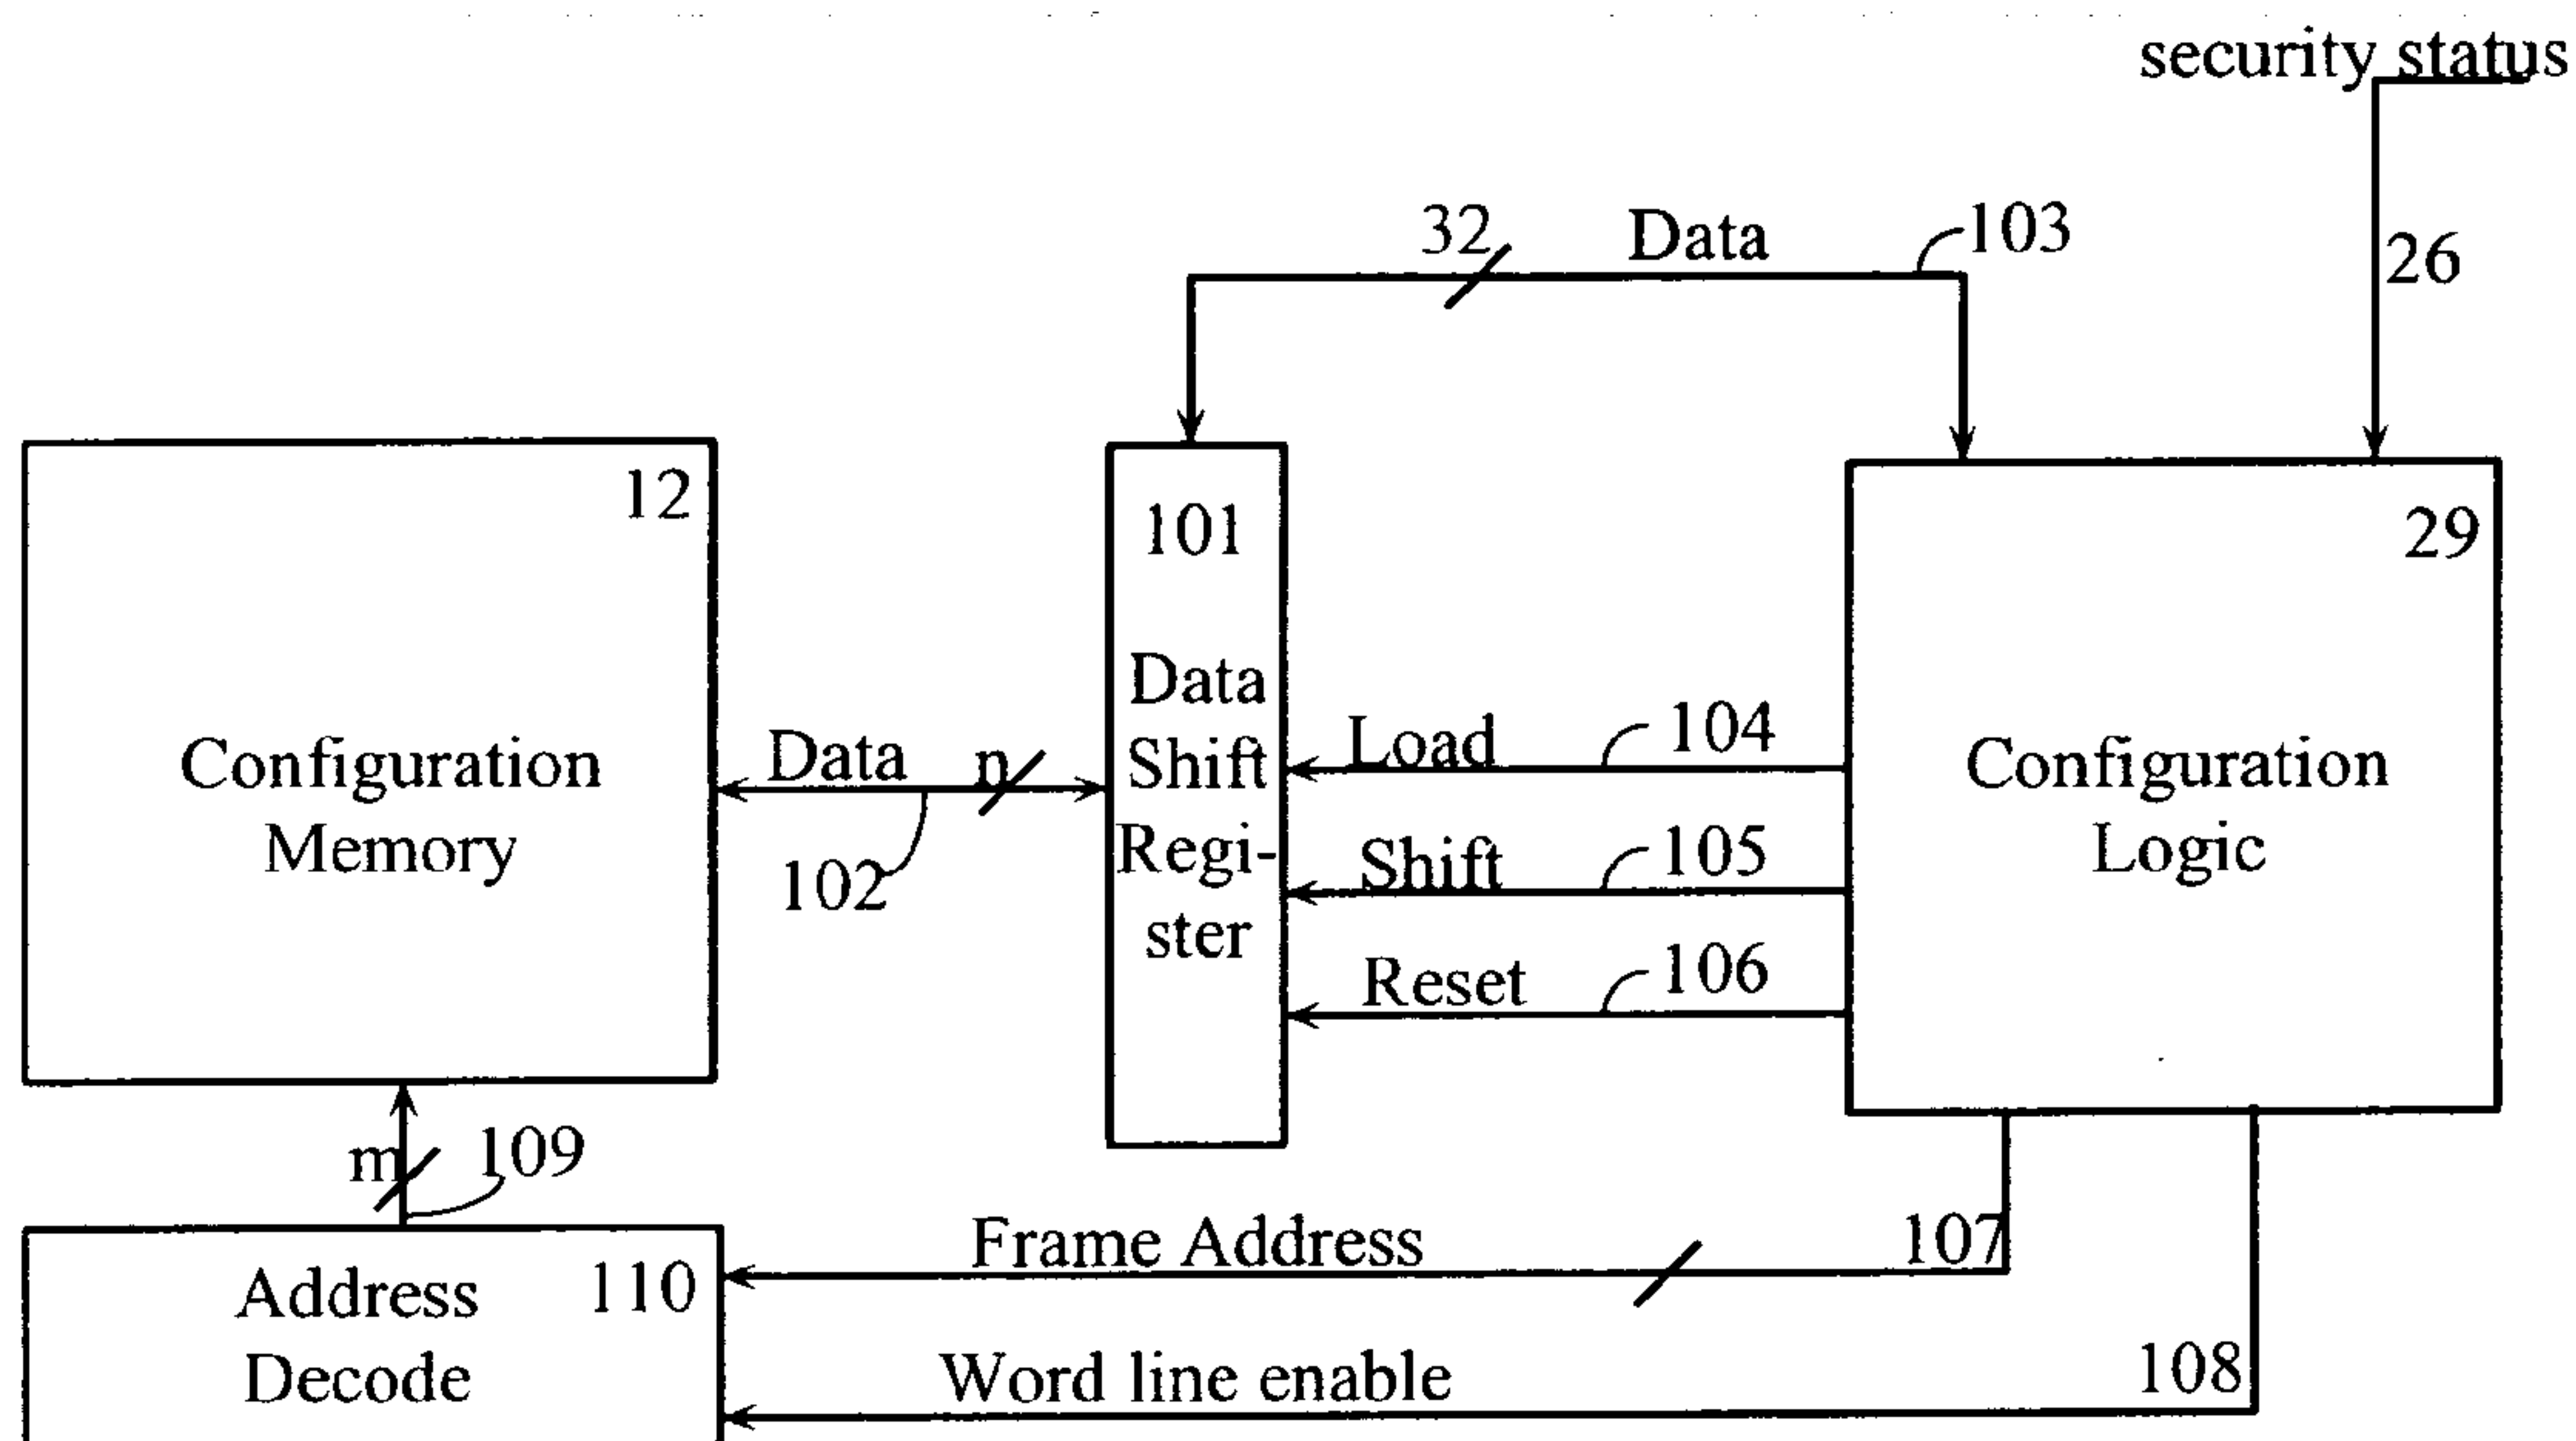 security status
26
32 Data 103
12
Configuration
Memory
Data n
102
101
Data
Shift
Regi-
ster
Load 104
Shift 105
Reset 106
29
Configuration
Logic
m 109
Address
Decode
110
Frame Address 107
Word line enable 108